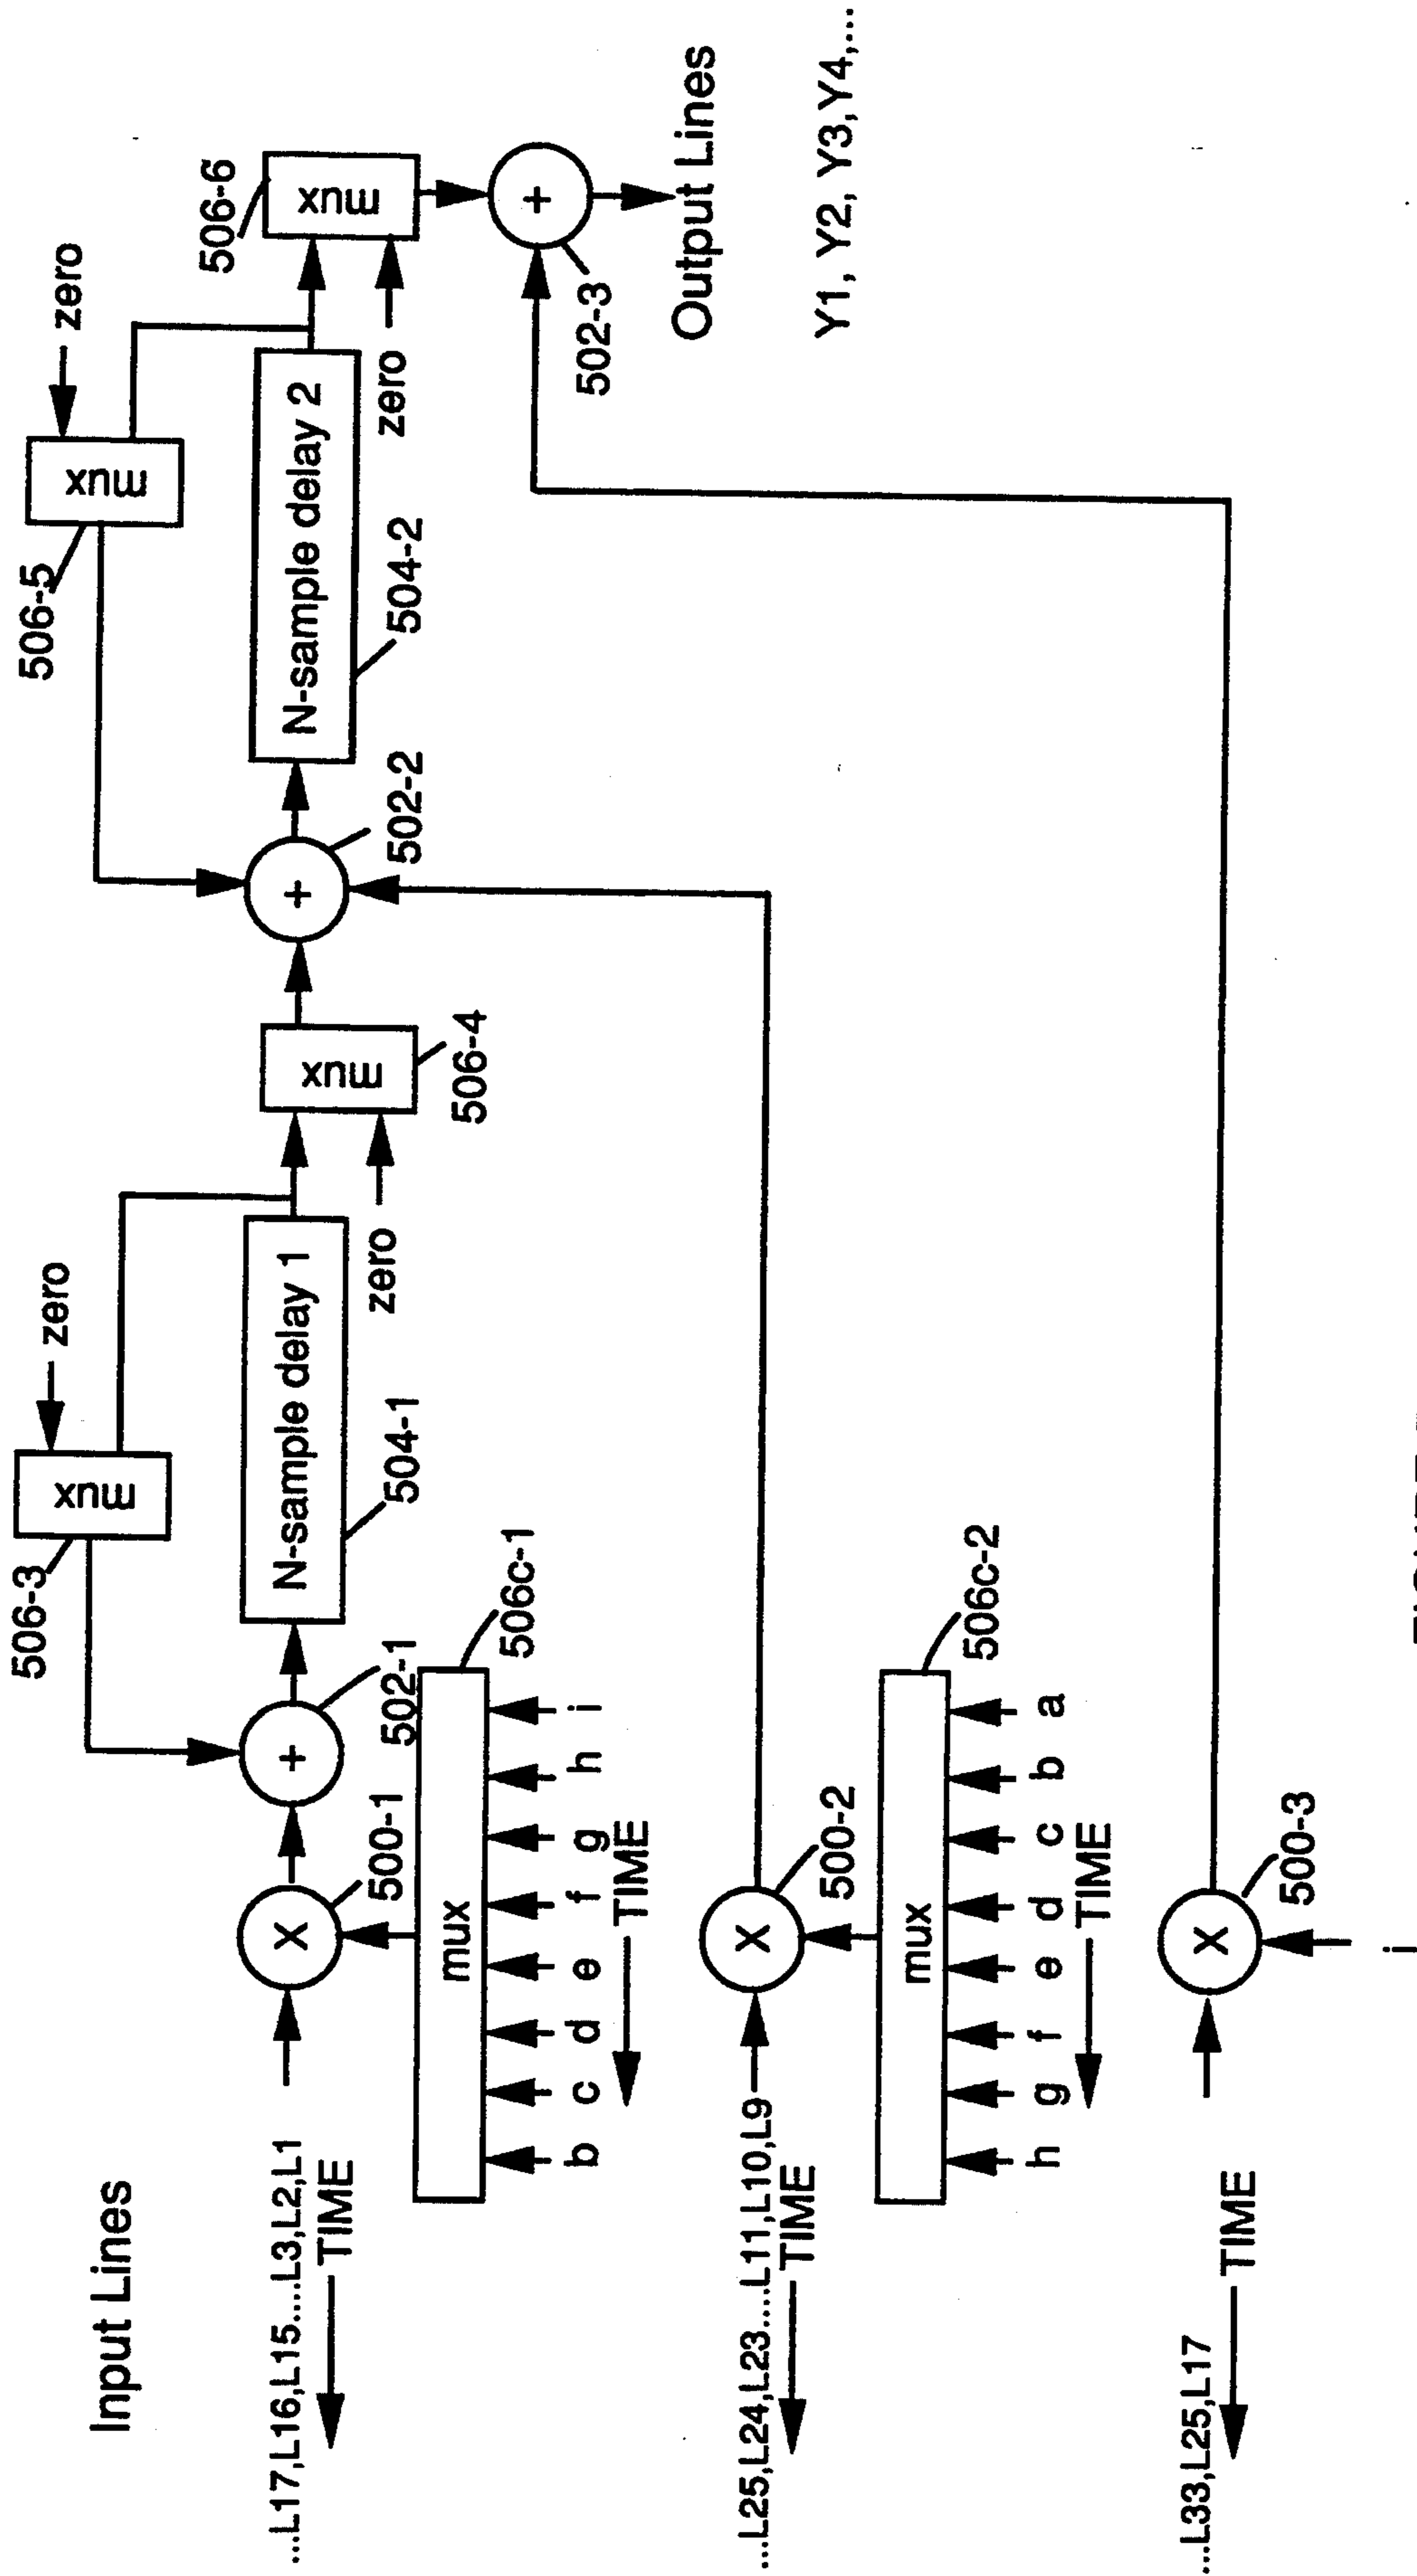 Input Lines
...L17,L16,L15....L3,L2,L1
TIME
506-3
mux
zero
X
500-1
+
502-1
N-sample delay 1
504-1
zero
mux
506-4
+
502-2
506-5
mux
zero
N-sample delay 2
504-2
zero
506-6
mux
+
502-3
Output Lines
Y1, Y2, Y3,Y4,...
mux
506c-1
b c d e f g h i
TIME
...L25,L24,L23....L11,L10,L9
TIME
X
500-2
mux
506c-2
h g f e d c b a
TIME
...L33,L25,L17
TIME
X
500-3